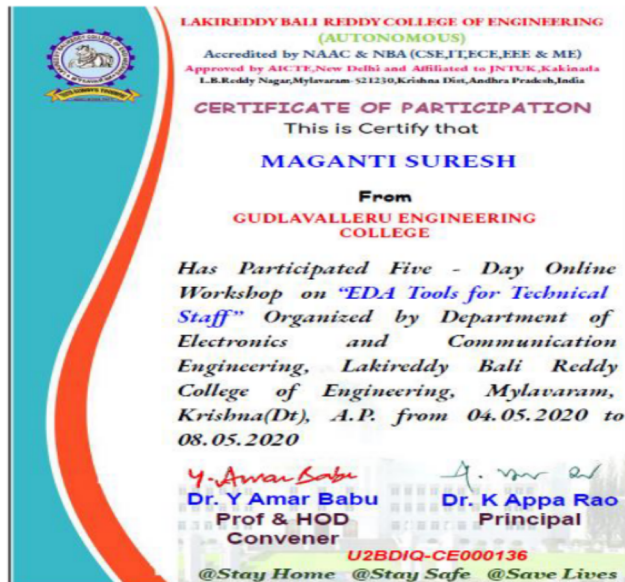 LAKIREDDY BALI REDDY COLLEGE OF ENGINEERING
(AUTONOMOUS)
Accredited by NAAC & NBA (CSE,IT,ECE,EEE & ME)
Approved by AICTE,New Delhi and Affiliated to JNTUK,Kakinada
L.B.Reddy Nagar,Mylavaram-521230,Krishna Dist,Andhra Pradesh,India
CERTIFICATE OF PARTICIPATION
This is Certify that
MAGANTI SURESH
From
GUDLAVALLERU ENGINEERING
COLLEGE
Has Participated Five - Day Online
Workshop on "EDA Tools for Technical
Staff" Organized by Department of
Electronics and Communication
Engineering, Lakireddy Bali Reddy
College of Engineering, Mylavaram,
Krishna(Dt), A.P. from 04.05.2020 to
08.05.2020
Y. Amar Babu
Dr. Y Amar Babu
Dr. K Appa Rao
Prof & HOD
Principal
Convener
U2BDIQ-CE000136
@Stay Home @Stay Safe @Save Lives